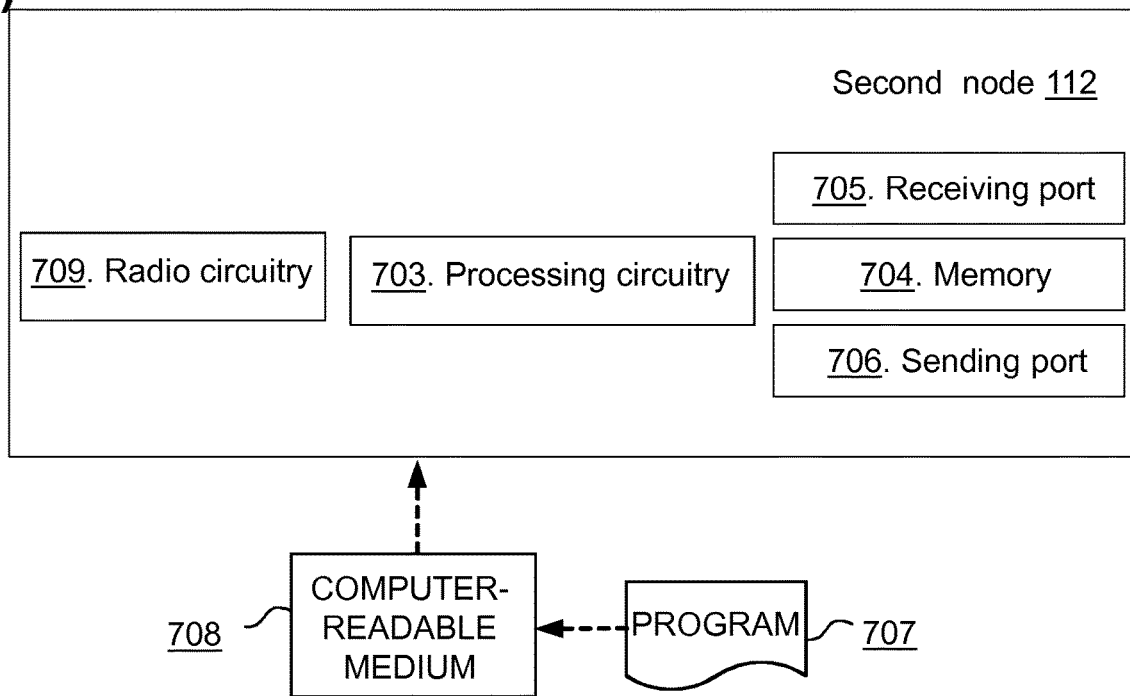 )
Second node 112
705. Receiving port
709. Radio circuitry
703. Processing circuitry
704. Memory
706. Sending port
COMPUTER-
READABLE
MEDIUM
708
PROGRAM
707